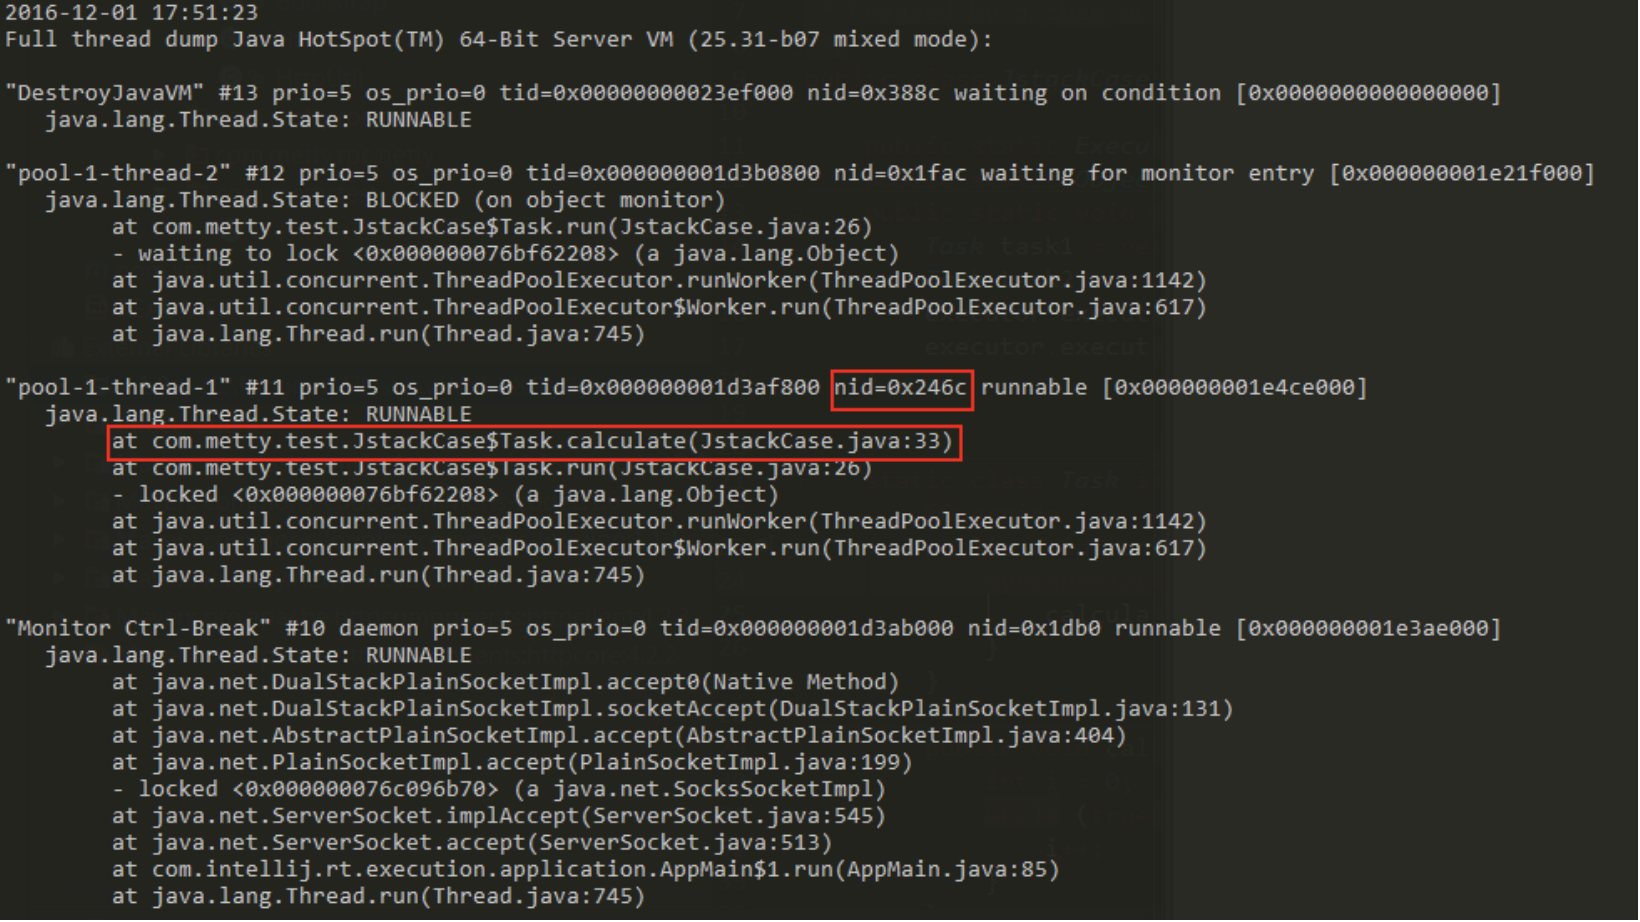 2016-12-01 17:51:23
Full thread dump Java HotSpot(TM) 64-Bit Server VM (25.31-b07 mixed mode):
"DestroyJavaVM" #13 prio=5 os_prio=0 tid=0x00000000023ef000 nid=0x388c waiting on condition [0x0000000000000000]
java.lang.Thread.State: RUNNABLE
"pool-1-thread-2" #12 prio=5 os_prio=0 tid=0x000000001d3b0800 nid=0x1fac waiting for monitor entry [0x000000001e21f000]
java.lang.Thread.State: BLOCKED (on object monitor)
at com.metty.test.JstackCase$Task.run(JstackCase.java:26)
- waiting to lock <0x000000076bf62208> (a java.lang.Object)
at java.util.concurrent.ThreadPoolExecutor.runWorker(ThreadPoolExecutor.java:1142)
at java.util.concurrent.ThreadPoolExecutor$Worker.run(ThreadPoolExecutor.java:617)
at java.lang.Thread.run(Thread.java:745)
"pool-1-thread-1" #11 prio=5 os_prio=0 tid=0x000000001d3af800 nid=0x246c runnable [0x000000001e4ce000]
java.lang.Thread.State: RUNNABLE
at com.metty.test.JstackCase$Task.calculate(JstackCase.java:33)
at com.metty.test.JstackCase$Task.run(JstackCase.java:26)
- locked <0x000000076bf62208> (a java.lang.Object)
at java.util.concurrent.ThreadPoolExecutor.runWorker(ThreadPoolExecutor.java:1142)
at java.util.concurrent.ThreadPoolExecutor$Worker.run(ThreadPoolExecutor.java:617)
at java.lang.Thread.run(Thread.java:745)
"Monitor Ctrl-Break" #10 daemon prio=5 os_prio=0 tid=0x000000001d3ab000 nid=0x1db0 runnable [0x000000001e3ae000]
java.lang.Thread.State: RUNNABLE
at java.net.DualStackPlainSocketImpl.accept0(Native Method)
at java.net.DualStackPlainSocketImpl.socketAccept(DualStackPlainSocketImpl.java:131)
at java.net.AbstractPlainSocketImpl.accept(AbstractPlainSocketImpl.java:404)
at java.net.PlainSocketImpl.accept(PlainSocketImpl.java:199)
- locked <0x000000076c096b70> (a java.net.SocksSocketImpl)
at java.net.ServerSocket.implAccept(ServerSocket.java:545)
at java.net.ServerSocket.accept(ServerSocket.java:513)
at com.intellij.rt.execution.application.AppMain$1.run(AppMain.java:85)
at java.lang.Thread.run(Thread.java:745)